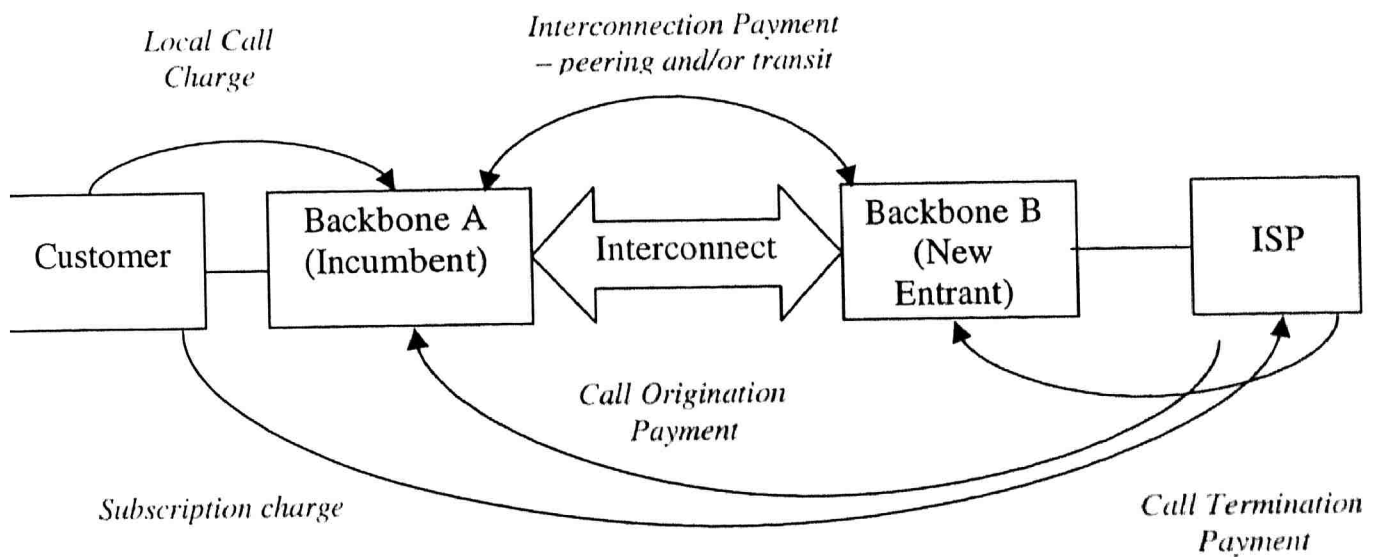 Local Call
Charge
Interconnection Payment
– peering and/or transit
Customer
Backbone A
(Incumbent)
Interconnect
Backbone B
(New
Entrant)
ISP
Call Origination
Payment
Subscription charge
Call Termination
Payment